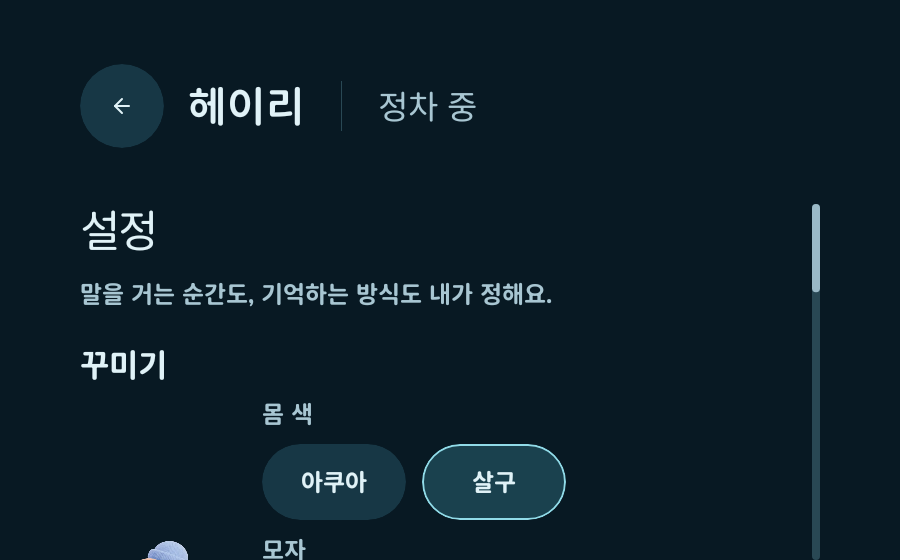 헤이리
정차 중
설정
말을 거는 순간도, 기억하는 방식도 내가 정해요.
꾸미기
몸 색
아쿠아
살구
모자